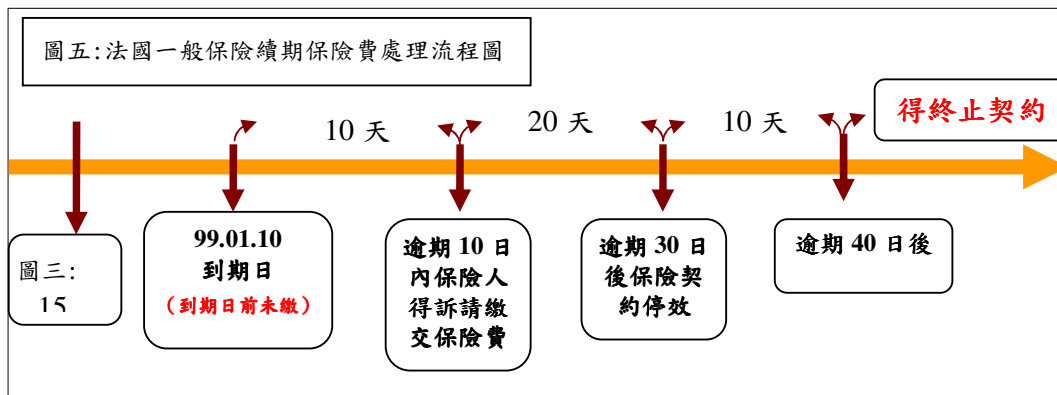 圖五:法國一般保險續期保險費處理流程圖
得終止契約
10 天
20 天
10 天
圖三:
15
99.01.10
到期日
（到期日前未繳）
逾期 10 日
內保險人
得訴請繳
交保險費
逾期 30 日
後保險契
約停效
逾期 40 日後